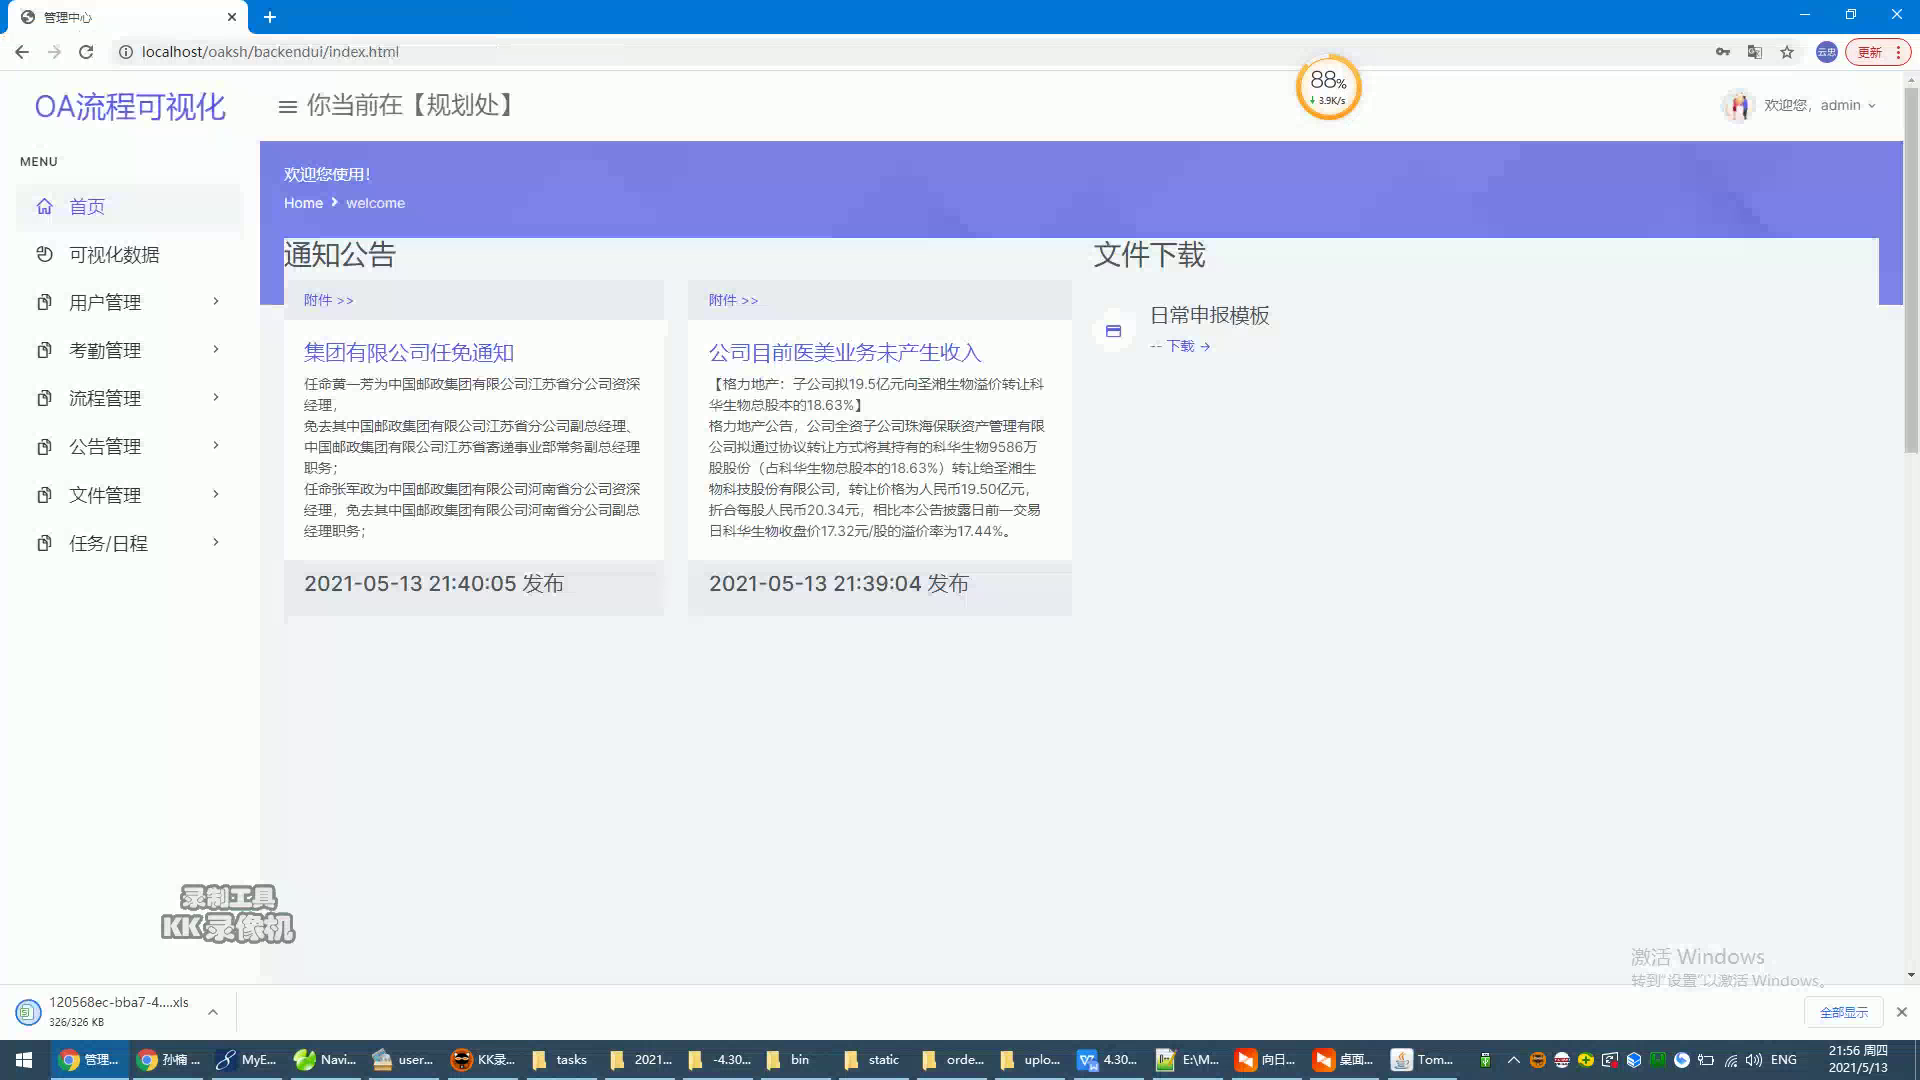 管理中心
localhost/oaksh/backendui/index.html
云忠
更新
OA流程可视化
你当前在【规划处】
88%
3.9K/s
欢迎您，admin
MENU
首页
可视化数据
用户管理
考勤管理
流程管理
公告管理
文件管理
任务/日程
欢迎您使用!
Home welcome
通知公告
附件 >>
集团有限公司任免通知
任命黄一芳为中国邮政集团有限公司江苏省分公司资深
经理，
免去其中国邮政集团有限公司江苏省分公司副总经理、
中国邮政集团有限公司江苏省寄递事业部常务副总经理
职务；
任命张军政为中国邮政集团有限公司河南省分公司资深
经理，免去其中国邮政集团有限公司河南省分公司副总
经理职务；
2021-05-13 21:40:05 发布
附件 >>
公司目前医美业务未产生收入
【格力地产：子公司拟19.5亿元向圣湘生物溢价转让科
华生物总股本的18.63%】
格力地产公告，公司全资子公司珠海保联资产管理有限
公司拟通过协议转让方式将其持有的科华生物9586万
股股份（占科华生物总股本的18.63%）转让给圣湘生
物科技股份有限公司，转让价格为人民币19.50亿元，
折合每股人民币20.34元，相比本公告披露日前一交易
日科华生物收盘价17.32元/股的溢价率为17.44%。
2021-05-13 21:39:04 发布
文件下载
日常申报模板
-- 下载 →
录制工具
KK录像机
激活 Windows
转到“设置”以激活 Windows。
120568ec-bba7-4....xls
326/326 KB
全部显示
管理...
孙楠 ...
MyE...
Navi...
user...
KK录...
tasks
2021...
-4.30...
bin
static
orde...
uplo...
4.30...
E:\M...
向日...
桌面...
Tom...
ENG
21:56 周四
2021/5/13